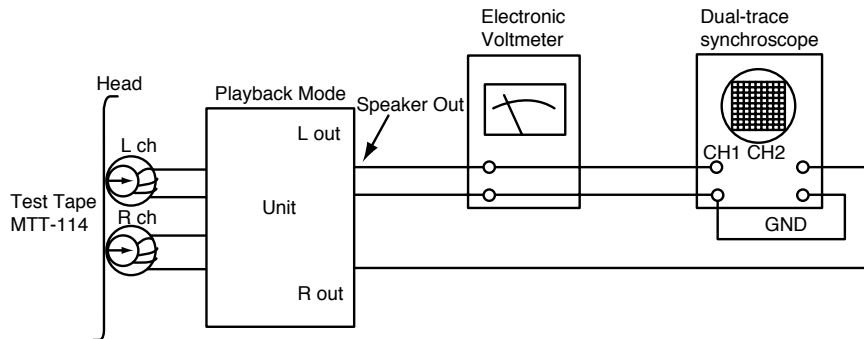 Electronic
Voltmeter
Dual-trace
synchroscope
Head
Playback Mode
Speaker Out
L out
L ch
CH1 CH2
Test Tape
MTT-114
R ch
Unit
GND
R out